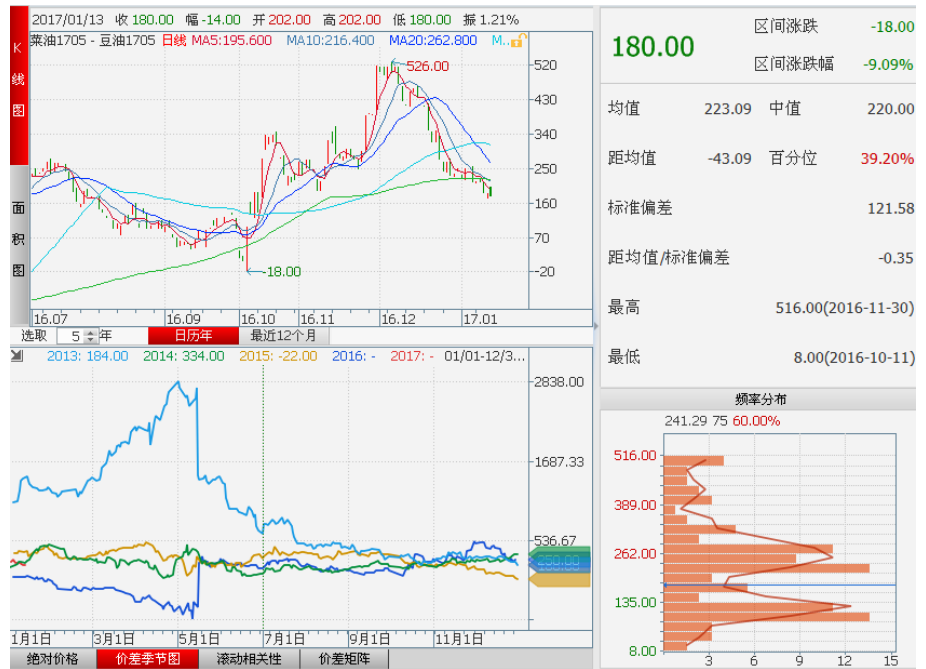 2017/01/13 收 180.00 幅 -14.00 开 202.00 高 202.00 低 180.00 振 1.21%
菜油1705 - 豆油1705 日线 MA5:195.600 MA10:216.400 MA20:262.800 M..
K线图
面积图
526.00
-18.00
520
430
340
250
160
70
-20
16.07 16.09 16.10 16.11 16.12 17.01
选取 5 年 日历年 最近12个月
2013: 184.00 2014: 334.00 2015: -22.00 2016: - 2017: - 01/01-12/3...
2838.00
1687.33
536.67
1月1日 3月1日 5月1日 7月1日 9月1日 11月1日
绝对价格 价差季节图 滚动相关性 价差矩阵
180.00
区间涨跌 -18.00
区间涨跌幅 -9.09%
均值 223.09 中值 220.00
距均值 -43.09 百分位 39.20%
标准偏差 121.58
距均值/标准偏差 -0.35
最高 516.00(2016-11-30)
最低 8.00(2016-10-11)
频率分布
241.29 75 60.00%
516.00
389.00
262.00
135.00
8.00
3 6 9 12 15